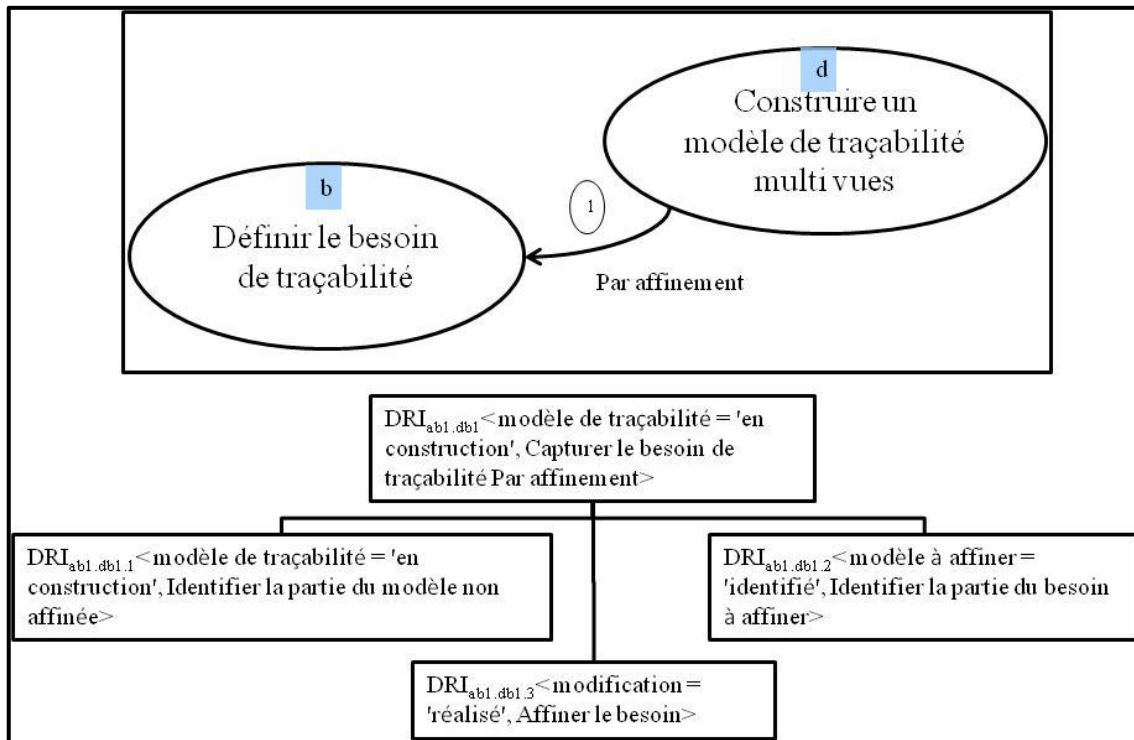 d
Construire un
modèle de traçabilité
multi vues
b
Définir le besoin
de traçabilité
1
Par affinement
DRIab1.db1<modèle de traçabilité = 'en
construction', Capturer le besoin de
traçabilité Par affinement>
DRIab1.db1.1<modèle de traçabilité = 'en
construction', Identifier la partie du modèle non
affinée>
DRIab1.db1.2<modèle à affiner =
'identifié', Identifier la partie du besoin
à affiner>
DRIab1.db1.3<modification =
'réalisé', Affiner le besoin>